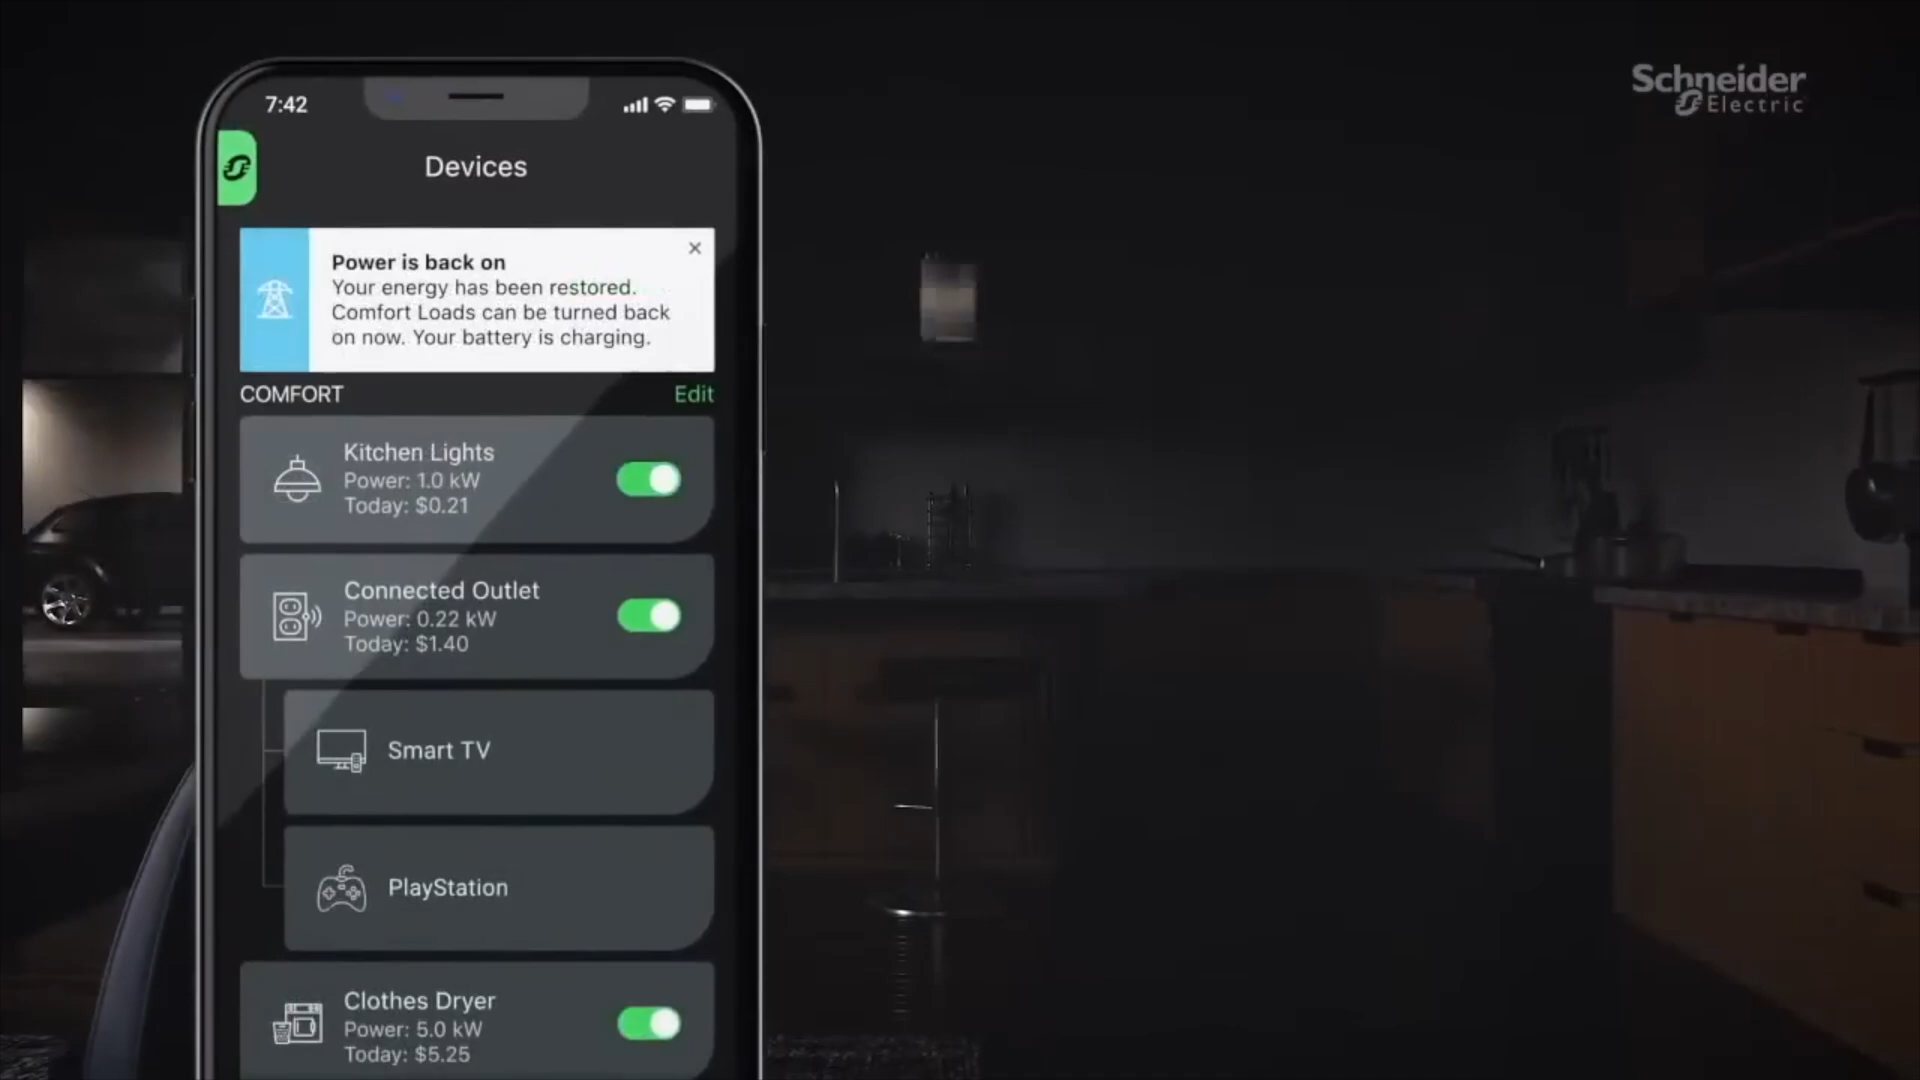 Schneider
Electric
7:42
Devices
Power is back on
Your energy has been restored.
Comfort Loads can be turned back
on now. Your battery is charging.
COMFORT
Edit
Kitchen Lights
Power: 1.0 kW
Today: $0.21
Connected Outlet
Power: 0.22 kW
Today: $1.40
Smart TV
PlayStation
Clothes Dryer
Power: 5.0 kW
Today: $5.25